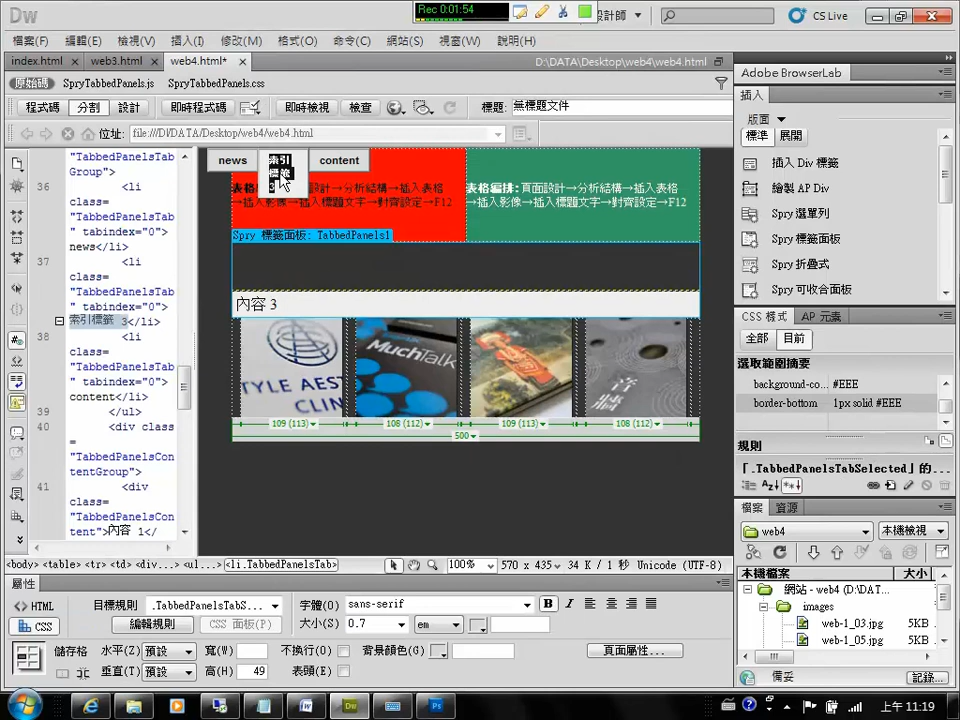 Dw
Rec 0:01:54
設計師
CS Live
檔案(F) 編輯(E) 檢視(V) 插入(I) 修改(M) 格式(O) 命令(C) 網站(S) 視窗(W) 說明(H)
index.html web3.html web4.html* D:\DATA\Desktop\web4\web4.html
原始碼 SpryTabbedPanels.js SpryTabbedPanels.css
程式碼 分割 設計 即時程式碼 即時檢視 檢查 標題: 無標題文件
位址: file:///D|/DATA/Desktop/web4/web4.html
"TabbedPanelsTab
Group">
36 <li
class=
"TabbedPanelsTab
" tabindex="0">
news</li>
37 <li
class=
"TabbedPanelsTab
" tabindex="0">
索引標籤 3</li>
38 <li
class=
"TabbedPanelsTab
" tabindex="0">
content</li>
39 </ul>
40 <div class
=
"TabbedPanelsCo
ntentGroup">
41 <div
class=
"TabbedPanelsCon
tent">內容 1</
news
索引
標籤
3
content
表格編排:頁面設計→分析結構→插入表格
→插入影像→插入標題文字→對齊設定→F12
Spry 標籤面板: TabbedPanels1
內容 3
MuchTalk
TYLE AEST
CLIN
109 (113) 108 (112) 109 (113) 108 (112)
500
<body> <table> <tr> <td> <div... <ul...> <li.TabbedPanelsTab>
100% 570 x 435 34 K / 1 秒 Unicode (UTF-8)
屬性
HTML
CSS
目標規則 .TabbedPanelsTabS...
編輯規則 CSS 面板(P)
字體(O) sans-serif B I
大小(S) 0.7 em
儲存格 水平(Z) 預設 寬(W) 不換行(O) 背景顏色(G) 頁面屬性...
垂直(T) 預設 高(H) 49 表頭(E)
Adobe BrowserLab
插入
版面
標準 展開
插入 Div 標籤
繪製 AP Div
Spry 選單列
Spry 標籤面板
Spry 折疊式
Spry 可收合面板
CSS 樣式 AP 元素
全部 目前
選取範圍摘要
background-co... #EEE
border-bottom 1px solid #EEE
規則
「.TabbedPanelsTabSelected」的...
檔案 資源
web4 本機檢視
本機檔案 大小
網站 - web4 (D:\DAT...
images
web-1_03.jpg 5KB
web-1_05.jpg 5KB
備妥 記錄...
上午 11:19